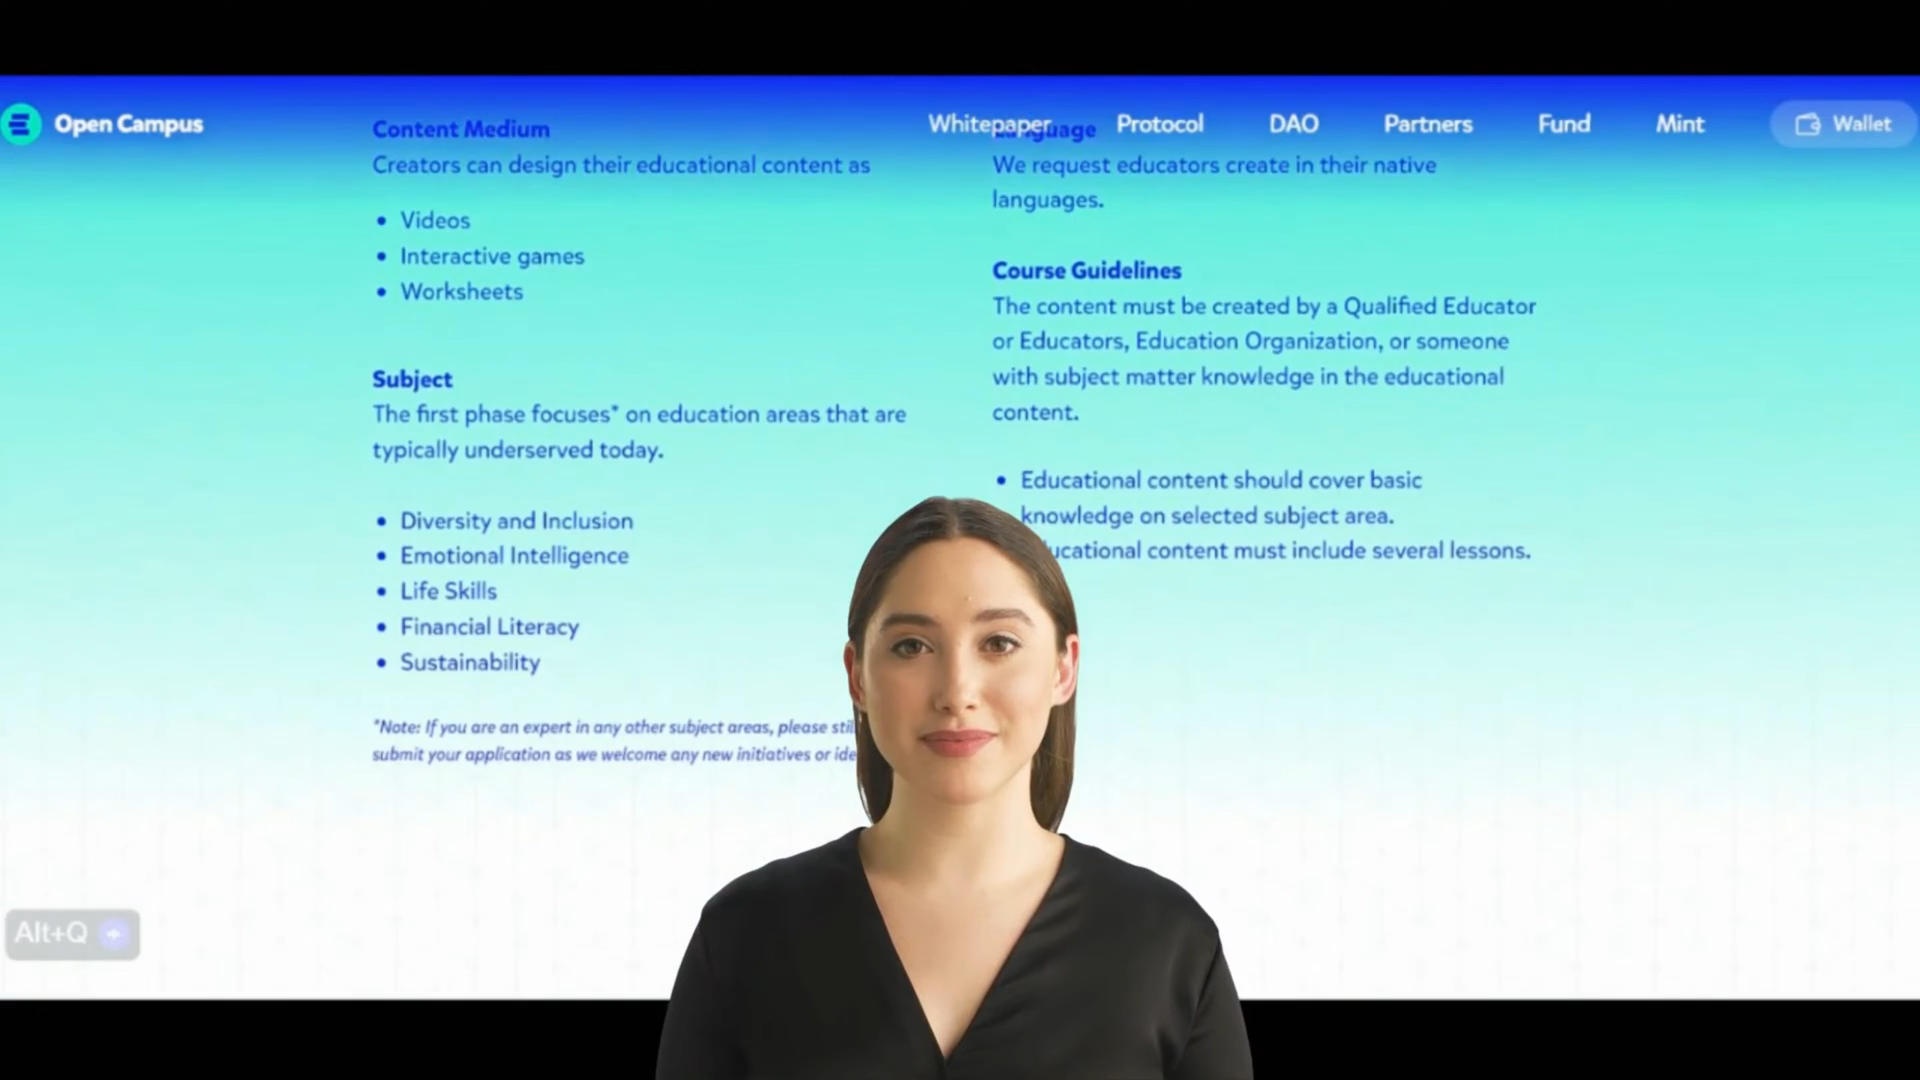 Open Campus
Whitepaper
Protocol
DAO
Partners
Fund
Mint
Wallet
Content Medium
Creators can design their educational content as
• Videos
• Interactive games
• Worksheets
Subject
The first phase focuses* on education areas that are
typically underserved today.
• Diversity and Inclusion
• Emotional Intelligence
• Life Skills
• Financial Literacy
• Sustainability
*Note: If you are an expert in any other subject areas, please
submit your application as we welcome any new initiatives or
We request educators create in their native
languages.
Course Guidelines
The content must be created by a Qualified Educator
or Educators, Education Organization, or someone
with subject matter knowledge in the educational
content.
• Educational content should cover basic
knowledge on selected subject area.
content must include several lessons.
Alt+Q